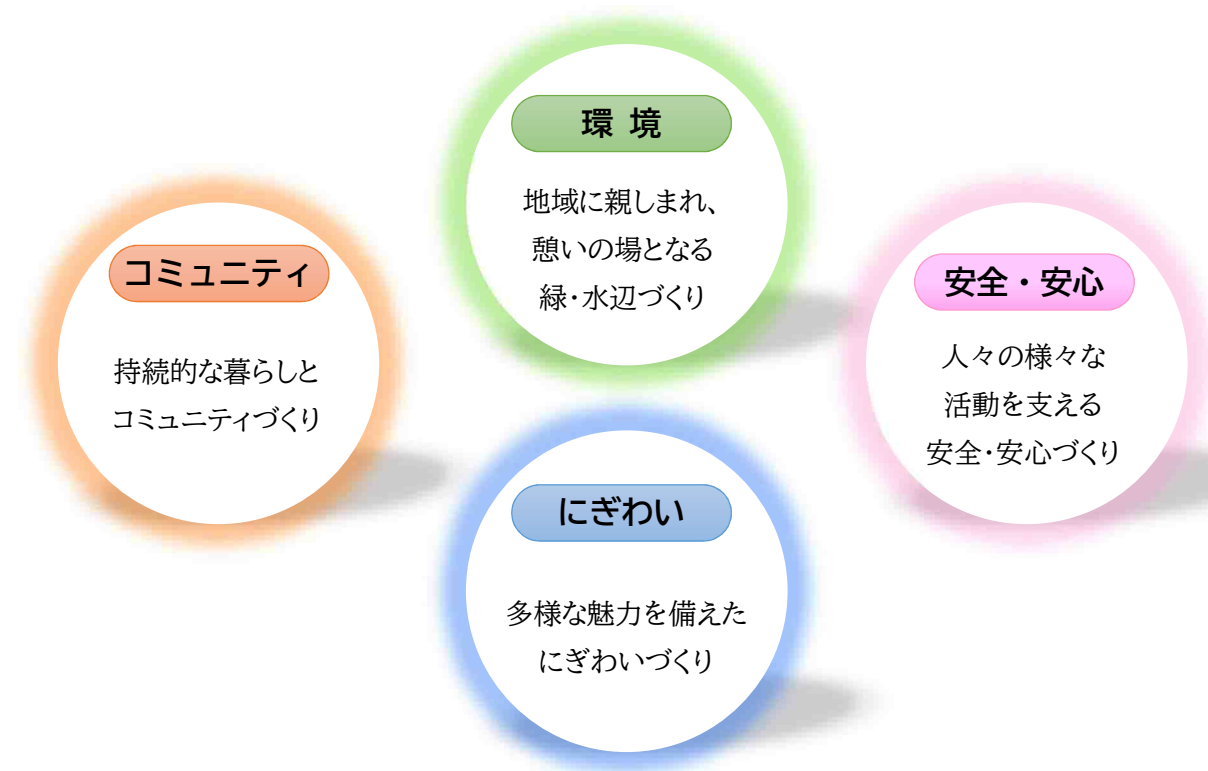 環 境
地域に親しまれ、
憩いの場となる
緑・水辺づくり
コミュニティ
持続的な暮らしと
コミュニティづくり
安全・安心
人々の様々な
活動を支える
安全・安心づくり
にぎわい
多様な魅力を備えた
にぎわいづくり